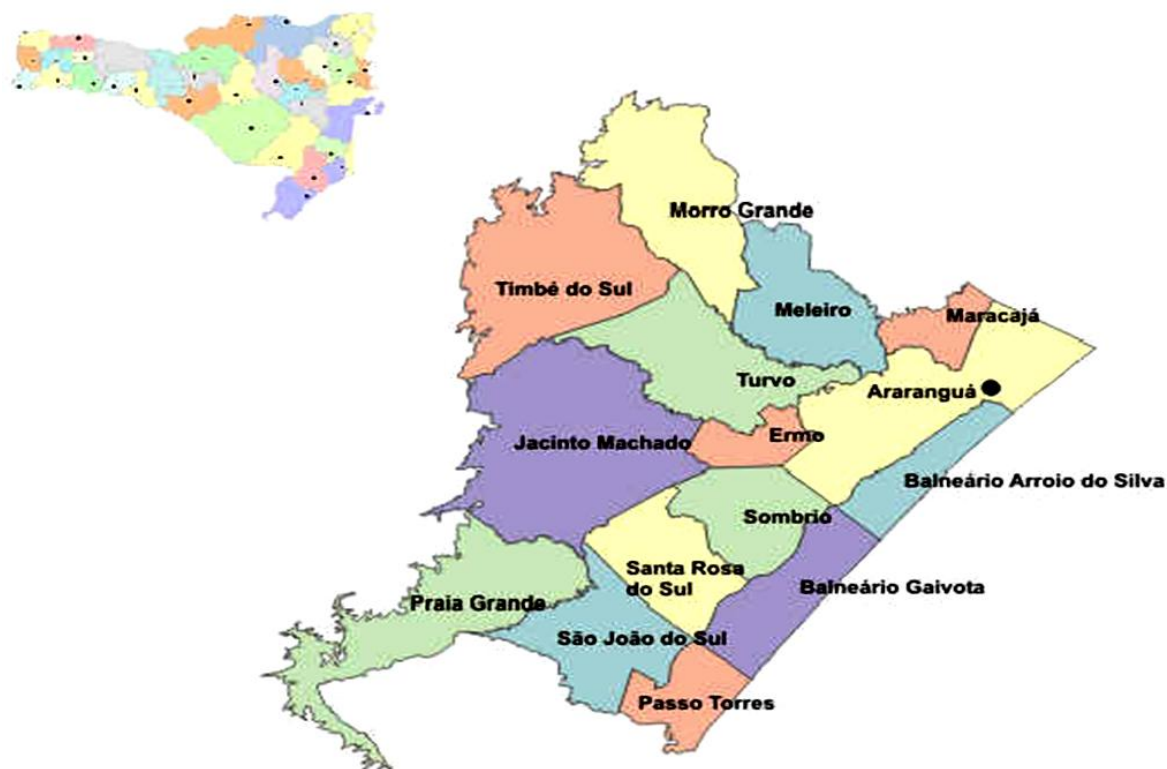 Morro Grande
Timbé do Sul
Meleiro
Maracajá
Turvo
Araranguá
Ermo
Jacinto Machado
Balneário Arroio do Silva
Sombrio
Santa Rosa
do Sul
Balneário Gaivota
Praia Grande
São João do Sul
Passo Torres